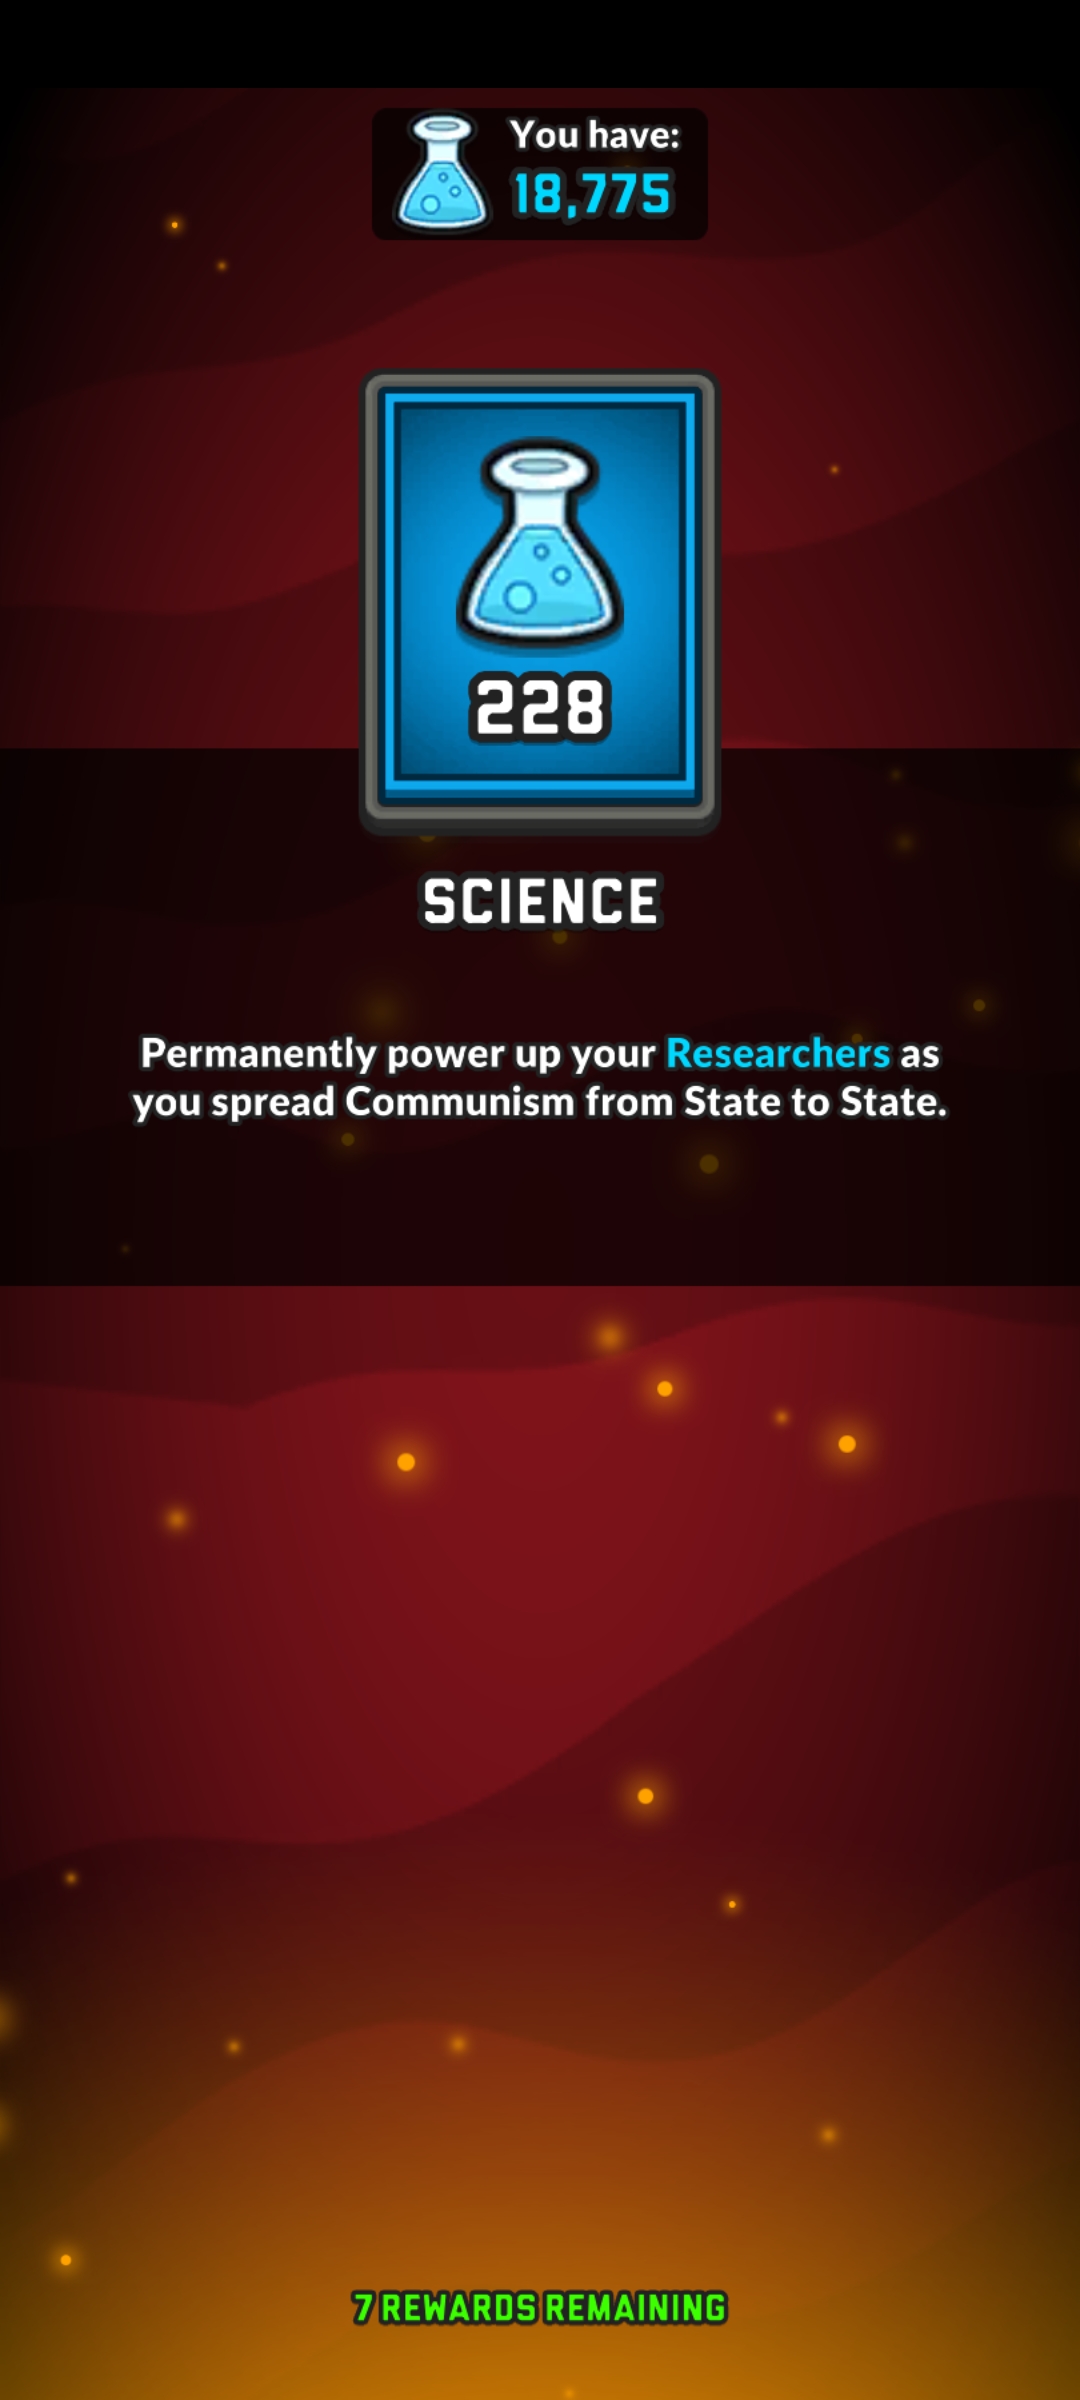 You have:
18,775
228
SCIENCE
Permanently power up your Researchers as
you spread Communism from State to State.
7 REWARDS REMAINING